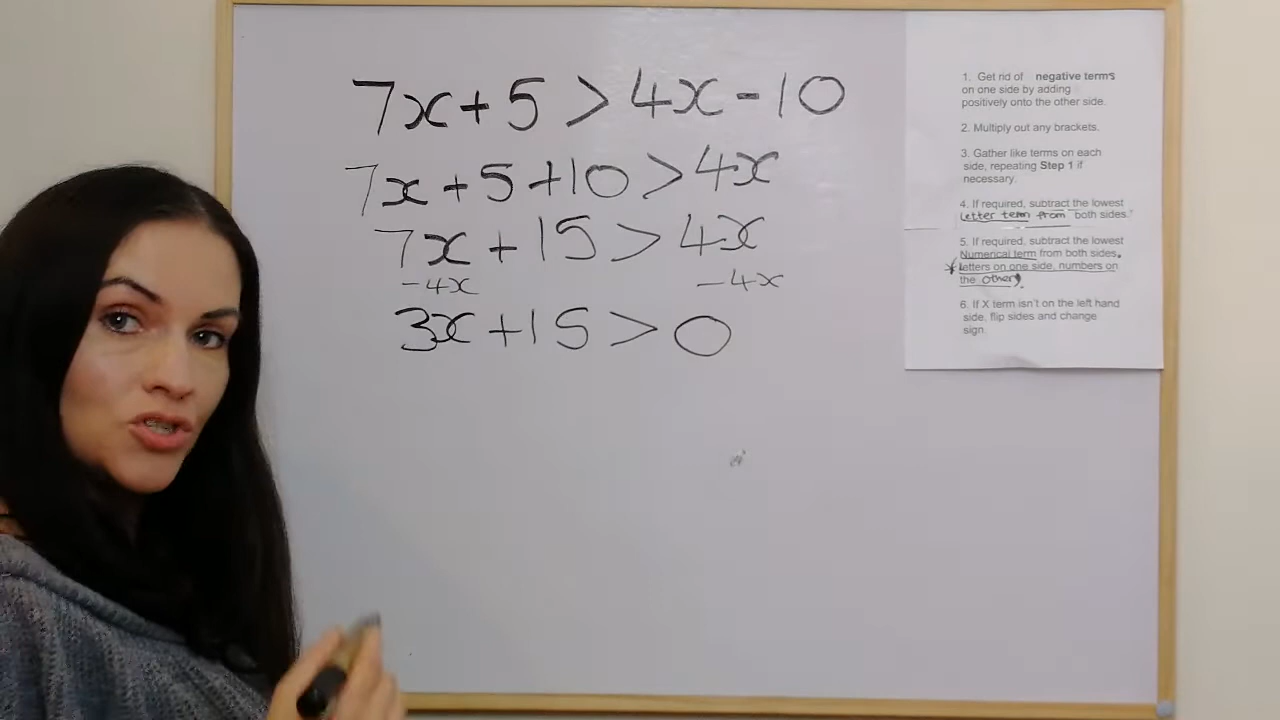 7x + 5 > 4x - 10
7x + 5 + 10 > 4x
7x + 15 > 4x
- 4x - 4x
3x + 15 > 0
1. Get rid of negative terms
on one side by adding
positively onto the other side.
2. Multiply out any brackets.
3. Gather like terms on each
side, repeating Step 1 if
necessary.
4. If required, subtract the lowest
letter term from both sides.
5. If required, subtract the lowest
Numerical term from both sides.
* letters on one side, numbers on
the other).
6. If X term isn't on the left hand
side, flip sides and change
sign.